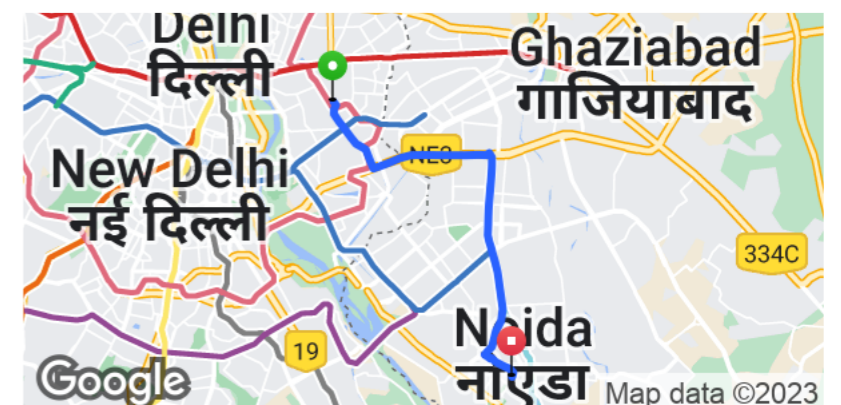 Delhi
दिल्ली
Ghaziabad
गाजियाबाद
NE3
New Delhi
नई दिल्ली
334C
Noida
नोएडा
19
Google
Map data ©2023